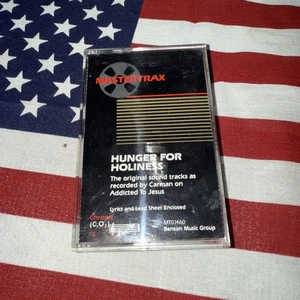 MASTERTRAX
HUNGER FOR
HOLINESS
The original sound tracks as
recorded by Carman on
Addicted To Jesus
Lyrics and Lead Sheet Enclosed
Chrome
MT01460
Benson Music Group